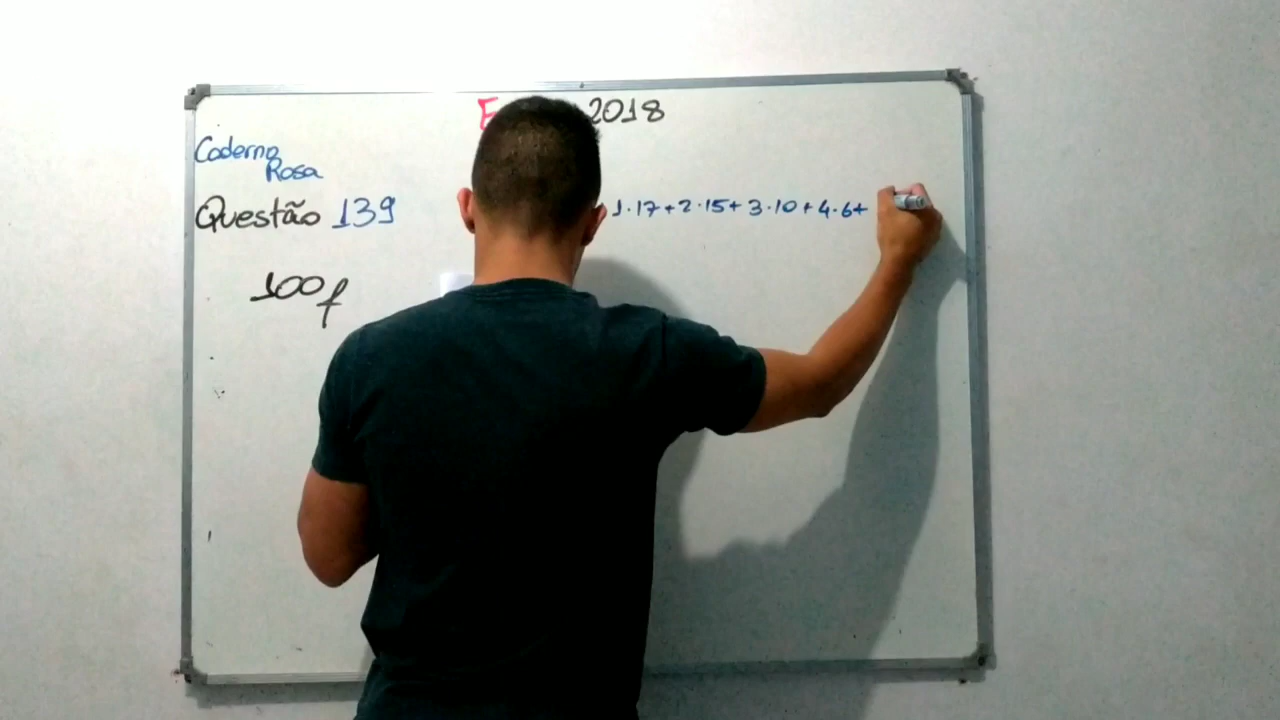 E 2018
Caderno
Rosa
Questão 139
1·17+2·15+3·10+4·6+
100f